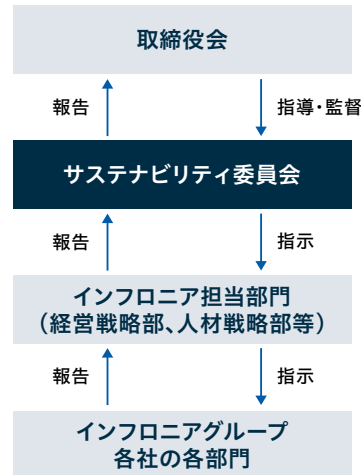 取締役会
報告
指導・監督
サステナビリティ委員会
報告
指示
インフロニア担当部門
（経営戦略部、人材戦略部等）
報告
指示
インフロニアグループ
各社の各部門